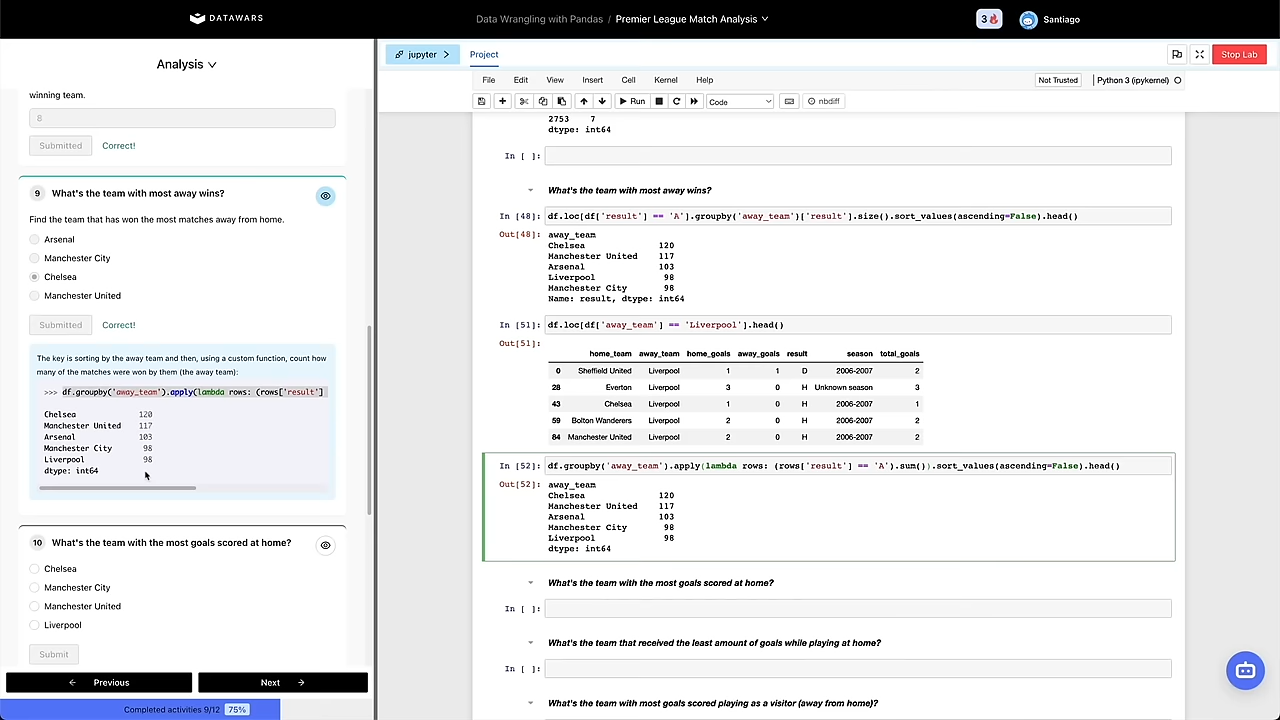 DATAWARS
Data Wrangling with Pandas / Premier League Match Analysis
3
Santiago
Analysis
winning team.
8
Submitted Correct!
9 What's the team with most away wins?
Find the team that has won the most matches away from home.
Arsenal
Manchester City
Chelsea
Manchester United
Submitted Correct!
The key is sorting by the away team and then, using a custom function, count how
many of the matches were won by them (the away team):
>>> df.groupby('away_team').apply(lambda rows: (rows['result']
Chelsea 120
Manchester United 117
Arsenal 103
Manchester City 98
Liverpool 98
dtype: int64
10 What's the team with the most goals scored at home?
Chelsea
Manchester City
Manchester United
Liverpool
Submit
Previous
Next
Completed activities 9/12 75%
jupyter
Project
Stop Lab
File Edit View Insert Cell Kernel Help
Not Trusted
Python 3 (ipykernel)
Run
Code
nbdiff
2753 7
dtype: int64
In [ ]:
What's the team with most away wins?
In [48]: df.loc[df['result'] == 'A'].groupby('away_team')['result'].size().sort_values(ascending=False).head()
Out[48]: away_team
Chelsea 120
Manchester United 117
Arsenal 103
Liverpool 98
Manchester City 98
Name: result, dtype: int64
In [51]: df.loc[df['away_team'] == 'Liverpool'].head()
Out[51]:
home_team away_team home_goals away_goals result season total_goals
0 Sheffield United Liverpool 1 1 D 2006-2007 2
28 Everton Liverpool 3 0 H Unknown season 3
43 Chelsea Liverpool 1 0 H 2006-2007 1
59 Bolton Wanderers Liverpool 2 0 H 2006-2007 2
84 Manchester United Liverpool 2 0 H 2006-2007 2
In [52]: df.groupby('away_team').apply(lambda rows: (rows['result'] == 'A').sum()).sort_values(ascending=False).head()
Out[52]: away_team
Chelsea 120
Manchester United 117
Arsenal 103
Manchester City 98
Liverpool 98
dtype: int64
What's the team with the most goals scored at home?
In [ ]:
What's the team that received the least amount of goals while playing at home?
In [ ]:
What's the team with most goals scored playing as a visitor (away from home)?